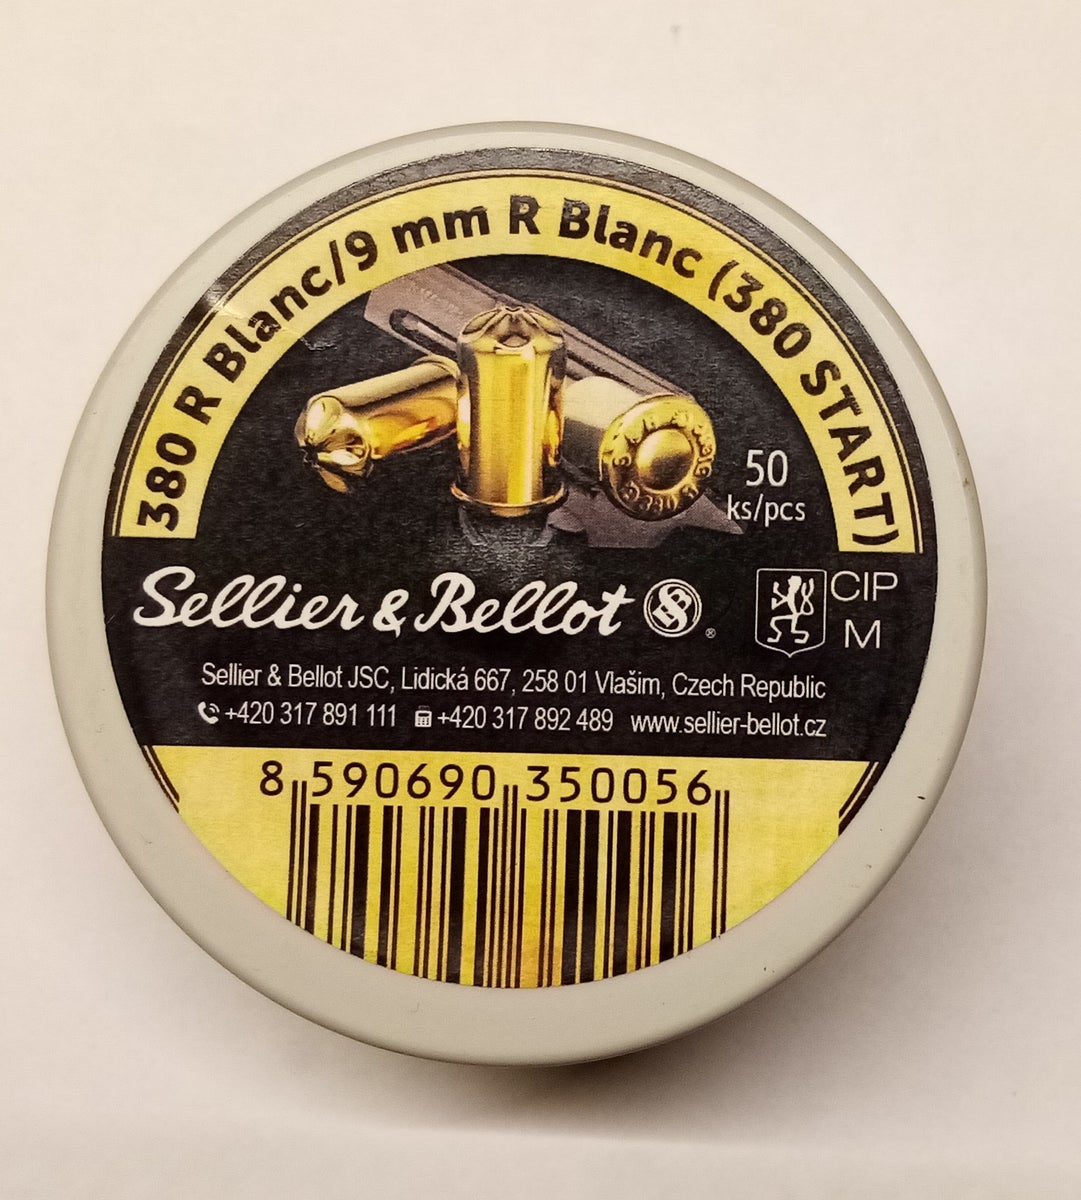 380 R Blanc/9 mm R Blanc (380 START)
50
ks/pcs
Sellier & Bellot
®
CIP
M
Sellier & Bellot JSC, Lidická 667, 258 01 Vlašim, Czech Republic
+420 317 891 111 +420 317 892 489 www.sellier-bellot.cz
8 590690 350056